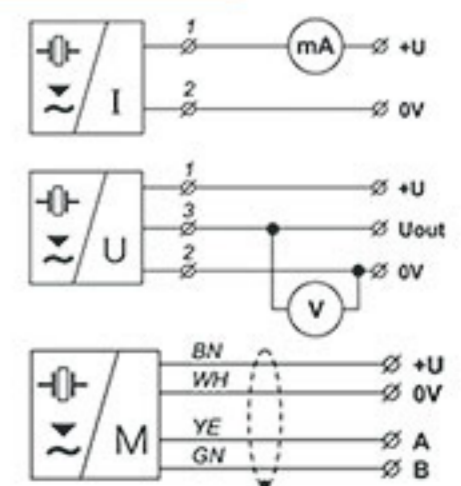 1 mA +U
2 I 0V
1 +U
3 Uout
U 2 0V
V
BN +U
WH 0V
YE A
M GN B